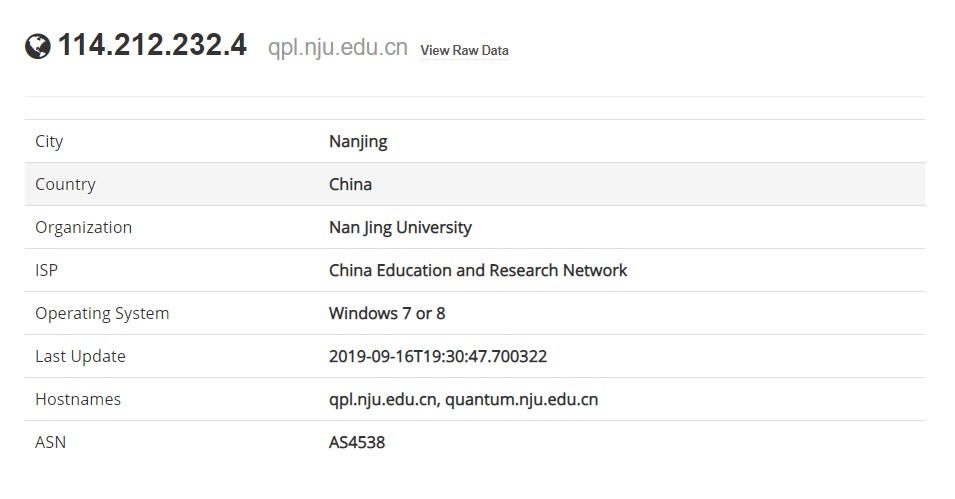 114.212.232.4 qpl.nju.edu.cn View Raw Data
City Nanjing
Country China
Organization Nan Jing University
ISP China Education and Research Network
Operating System Windows 7 or 8
Last Update 2019-09-16T19:30:47.700322
Hostnames qpl.nju.edu.cn, quantum.nju.edu.cn
ASN AS4538